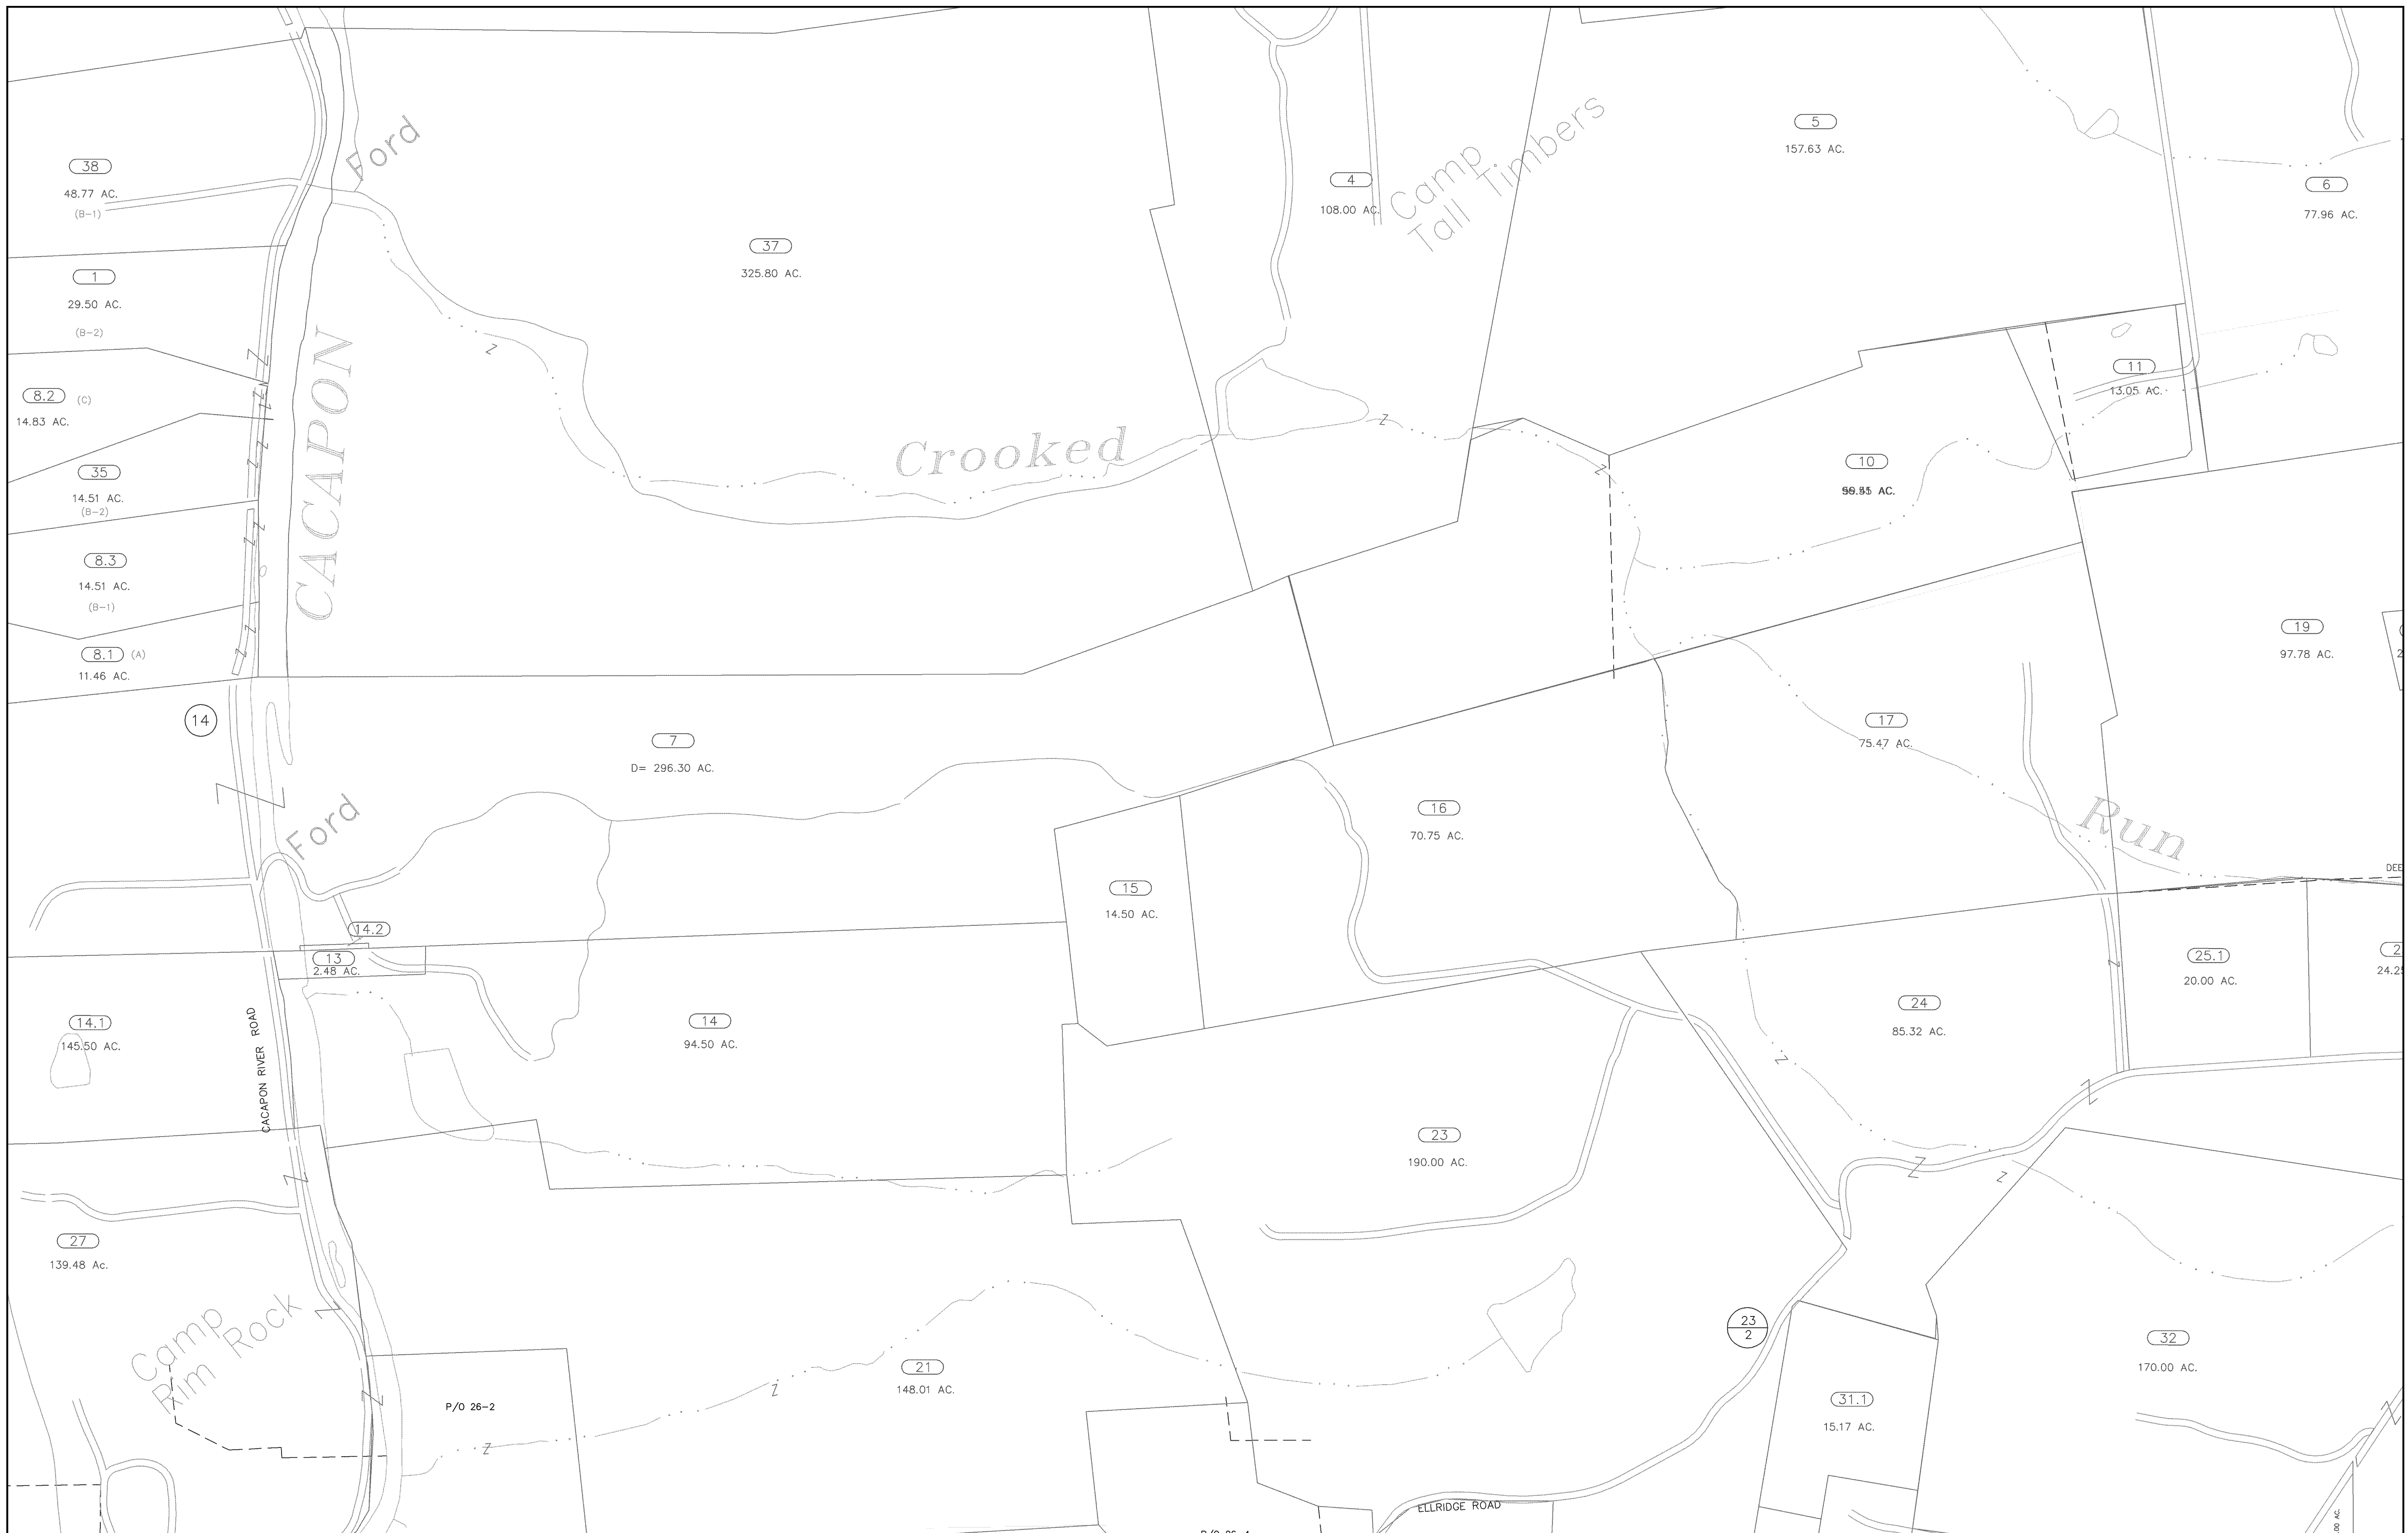 38
48.77 AC.
(B-1)
Ford
37
325.80 AC.
4
108.00 AC.
Camp
Tall Timbers
5
157.63 AC.
6
77.96 AC.
1
29.50 AC.
(B-2)
8.2 (C)
14.83 AC.
35
14.51 AC.
(B-2)
8.3
14.51 AC.
(B-1)
8.1 (A)
11.46 AC.
CACAPON
Crooked
11
13.05 AC.
10
AC.
19
97.78 AC.
14
7
D= 296.30 AC.
Ford
17
75.47 AC.
16
70.75 AC.
Run
15
14.50 AC.
DEE
14.2
13
2.48 AC.
25.1
20.00 AC.
2
24.2
14.1
145.50 AC.
CACAPON RIVER ROAD
14
94.50 AC.
24
85.32 AC.
23
190.00 AC.
27
139.48 Ac.
Camp
Rim Rock
23
2
32
170.00 AC.
21
148.01 AC.
P/O 26-2
31.1
15.17 AC.
ELLRIDGE ROAD
.00 AC.